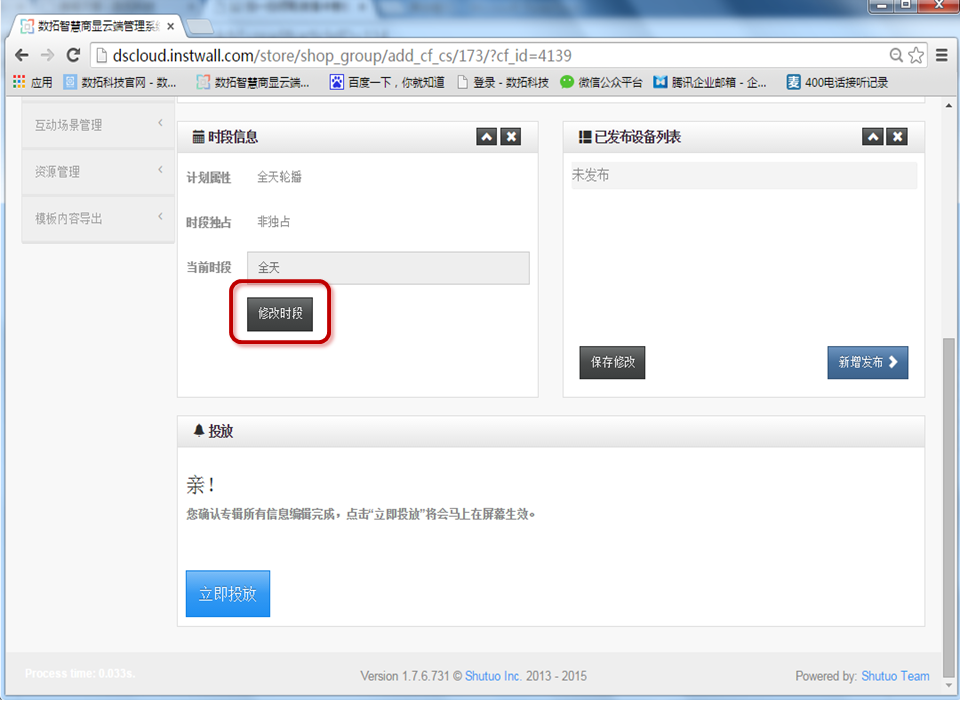 数拓智慧商显云端管理系统
dscloud.instwall.com/store/shop_group/add_cf_cs/173/?cf_id=4139
应用 数拓科技官网 - 数... 数拓智慧商显云端... 百度一下，你就知道 登录 - 数拓科技 微信公众平台 腾讯企业邮箱 - 企... 麦 400电话接听记录
互动场景管理
资源管理
模板内容导出
时段信息
计划属性 全天轮播
时段独占 非独占
当前时段 全天
修改时段
已发布设备列表
未发布
保存修改 新增发布
投放
亲！
您确认专辑所有信息编辑完成，点击“立即投放”将会马上在屏幕生效。
立即投放
Process time: 0.033s. Version 1.7.6.731 © Shutuo Inc. 2013 - 2015 Powered by: Shutuo Team